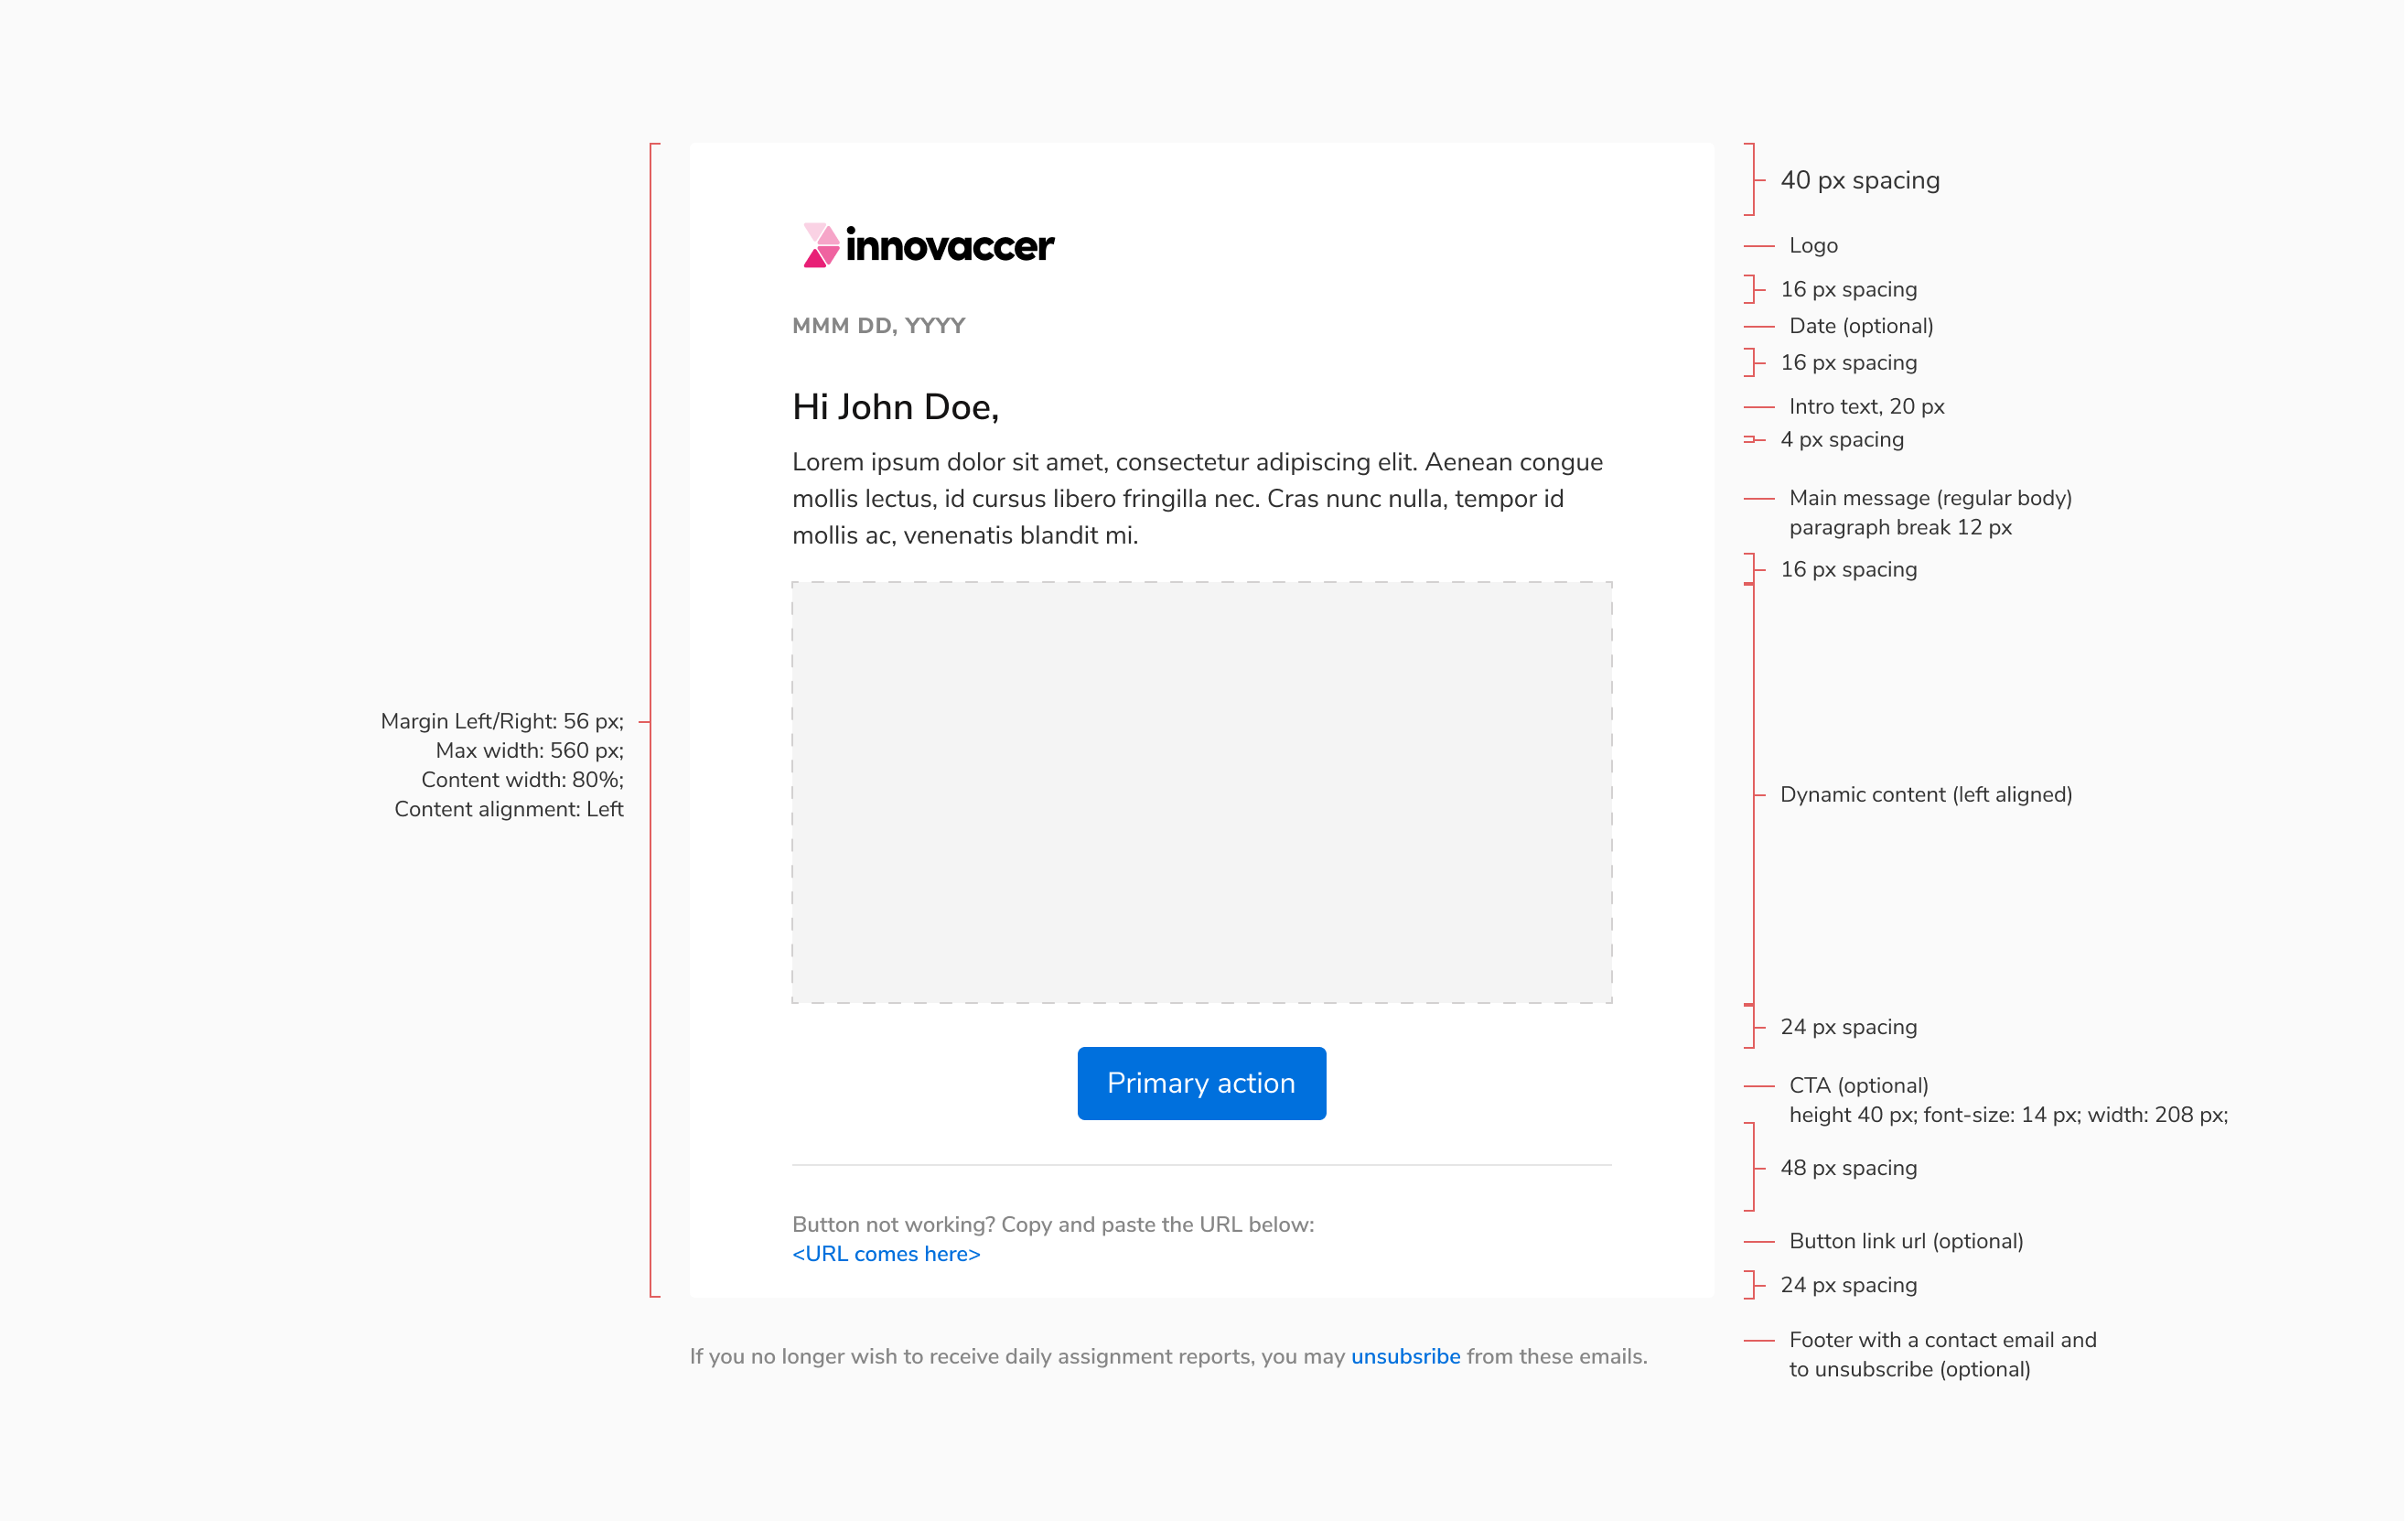 40 px spacing
innovaccer
Logo
16 px spacing
MMM DD, YYYY
Date (optional)
16 px spacing
Hi John Doe,
Intro text, 20 px
4 px spacing
Lorem ipsum dolor sit amet, consectetur adipiscing elit. Aenean congue
mollis lectus, id cursus libero fringilla nec. Cras nunc nulla, tempor id
mollis ac, venenatis blandit mi.
Main message (regular body)
paragraph break 12 px
16 px spacing
Margin Left/Right: 56 px;
Max width: 560 px;
Content width: 80%;
Content alignment: Left
Dynamic content (left aligned)
24 px spacing
Primary action
CTA (optional)
height 40 px; font-size: 14 px; width: 208 px;
48 px spacing
Button not working? Copy and paste the URL below:
<URL comes here>
Button link url (optional)
24 px spacing
If you no longer wish to receive daily assignment reports, you may unsubsribe from these emails.
Footer with a contact email and
to unsubscribe (optional)